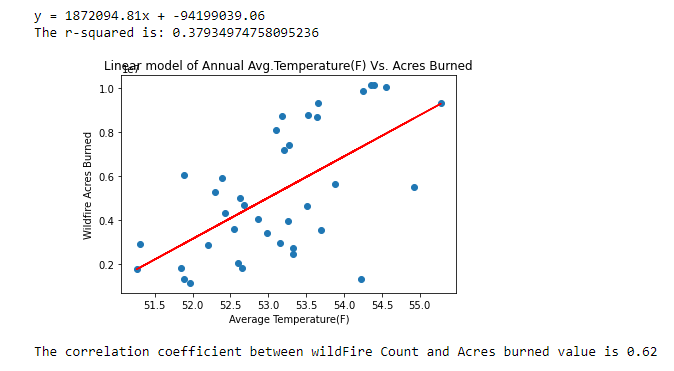 y = 1872094.81x + -94199039.06
The r-squared is: 0.37934974758095236
Linear model of Annual Avg.Temperature(F) Vs. Acres Burned
1e7
1.0
0.8
0.6
0.4
0.2
Wildfire Acres Burned
51.5 52.0 52.5 53.0 53.5 54.0 54.5 55.0
Average Temperature(F)
The correlation coefficient between wildFire Count and Acres burned value is 0.62